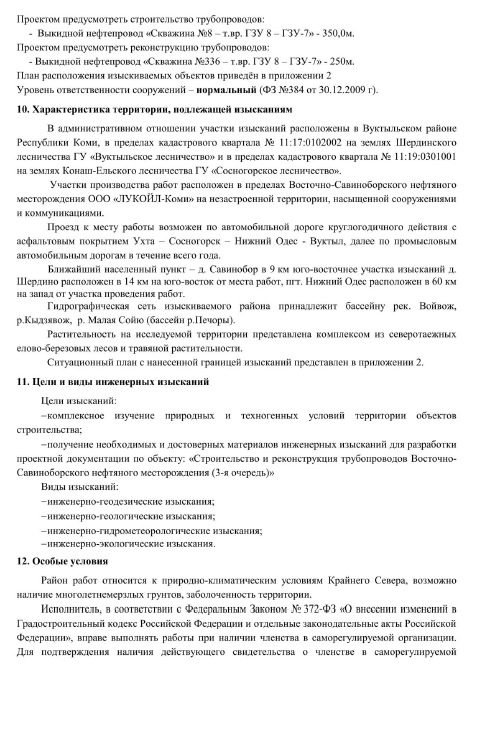 Проектом предусмотреть строительство трубопроводов:
- Выкидной нефтепровод «Скважина №8 – т.вр. ГЗУ 8 – ГЗУ-7» - 350,0м.
Проектом предусмотреть реконструкцию трубопроводов:
- Выкидной нефтепровод «Скважина №336 – т.вр. ГЗУ 8 – ГЗУ-7» - 250м.
План расположения изыскиваемых объектов приведён в приложении 2
Уровень ответственности сооружений – нормальный (ФЗ №384 от 30.12.2009 г).
10. Характеристика территории, подлежащей изысканиям
В административном отношении участки изысканий расположены в Вуктыльском районе
Республики Коми, в пределах кадастрового квартала № 11:17:0102002 на землях Шердинского
лесничества ГУ «Вуктыльское лесничество» и в пределах кадастрового квартала № 11:19:0301001
на землях Конаш-Ельского лесничества ГУ «Сосногорское лесничество».
Участки производства работ расположен в пределах Восточно-Савиноборского нефтяного
месторождения ООО «ЛУКОЙЛ-Коми» на незастроенной территории, насыщенной сооружениями
и коммуникациями.
Проезд к месту работы возможен по автомобильной дороге круглогодичного действия с
асфальтовым покрытием Ухта – Сосногорск – Нижний Одес - Вуктыл, далее по промысловым
автомобильным дорогам в течение всего года.
Ближайший населенный пункт – д. Савинобор в 9 км юго-восточнее участка изысканий д.
Шердино расположен в 14 км на юго-восток от места работ, пгт. Нижний Одес расположен в 60 км
на запад от участка проведения работ.
Гидрографическая сеть изыскиваемого района принадлежит бассейну рек. Войвож,
р.Кыдзявож, р. Малая Сойю (бассейн р.Печоры).
Растительность на исследуемой территории представлена комплексом из северотаежных
елово-березовых лесов и травяной растительности.
Ситуационный план с нанесенной границей изысканий представлен в приложении 2.
11. Цели и виды инженерных изысканий
Цели изысканий:
–комплексное изучение природных и техногенных условий территории объектов
строительства;
–получение необходимых и достоверных материалов инженерных изысканий для разработки
проектной документации по объекту: «Строительство и реконструкция трубопроводов Восточно-
Савиноборского нефтяного месторождения (3-я очередь)»
Виды изысканий:
–инженерно-геодезические изыскания;
–инженерно-геологические изыскания;
–инженерно-гидрометеорологические изыскания;
–инженерно-экологические изыскания.
12. Особые условия
Район работ относится к природно-климатическим условиям Крайнего Севера, возможно
наличие многолетнемерзлых грунтов, заболоченность территории.
Исполнитель, в соответствии с Федеральным Законом № 372-ФЗ «О внесении изменений в
Градостроительный кодекс Российской Федерации и отдельные законодательные акты Российской
Федерации», вправе выполнять работы при наличии членства в саморегулируемой организации.
Для подтверждения наличия действующего свидетельства о членстве в саморегулируемой